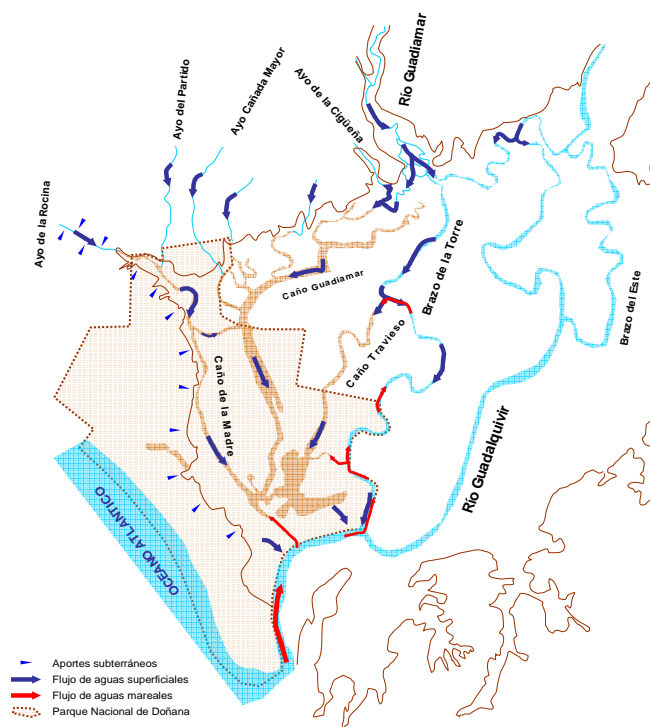 Río Guadiamar
Ayo de la Cigüeña
Ayo del Partido
Ayo Cañada Mayor
Ayo de la Rocina
Caño Guadiamar
Brazo de la Torre
Caño Travieso
Brazo del Este
Caño de la Madre
Río Guadalquivir
OCEÁNO ATLÁNTICO
Aportes subterráneos
Flujo de aguas superficiales
Flujo de aguas mareales
Parque Nacional de Doñana